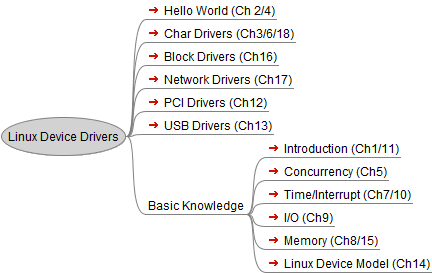 Hello World (Ch 2/4)
Char Drivers (Ch3/6/18)
Block Drivers (Ch16)
Network Drivers (Ch17)
PCI Drivers (Ch12)
USB Drivers (Ch13)
Linux Device Drivers
Basic Knowledge
Introduction (Ch1/11)
Concurrency (Ch5)
Time/Interrupt (Ch7/10)
I/O (Ch9)
Memory (Ch8/15)
Linux Device Model (Ch14)